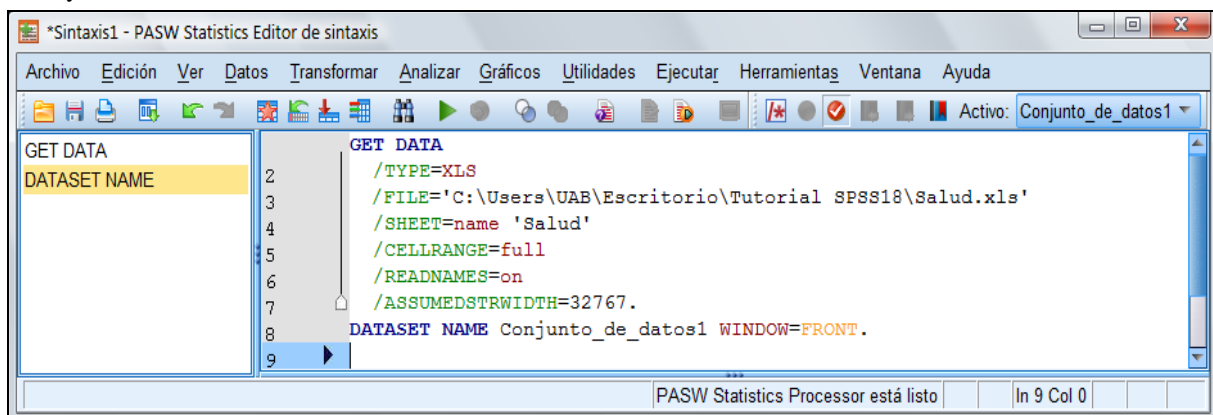 *Sintaxis1 - PASW Statistics Editor de sintaxis
Archivo Edición Ver Datos Transformar Analizar Gráficos Utilidades Ejecutar Herramientas Ventana Ayuda
Activo: Conjunto_de_datos1
GET DATA
DATASET NAME
GET DATA
2 /TYPE=XLS
3 /FILE='C:\Users\UAB\Escritorio\Tutorial SPSS18\Salud.xls'
4 /SHEET=name 'Salud'
5 /CELLRANGE=full
6 /READNAMES=on
7 /ASSUMEDSTRWIDTH=32767.
8 DATASET NAME Conjunto_de_datos1 WINDOW=FRONT.
9
PASW Statistics Processor está listo In 9 Col 0